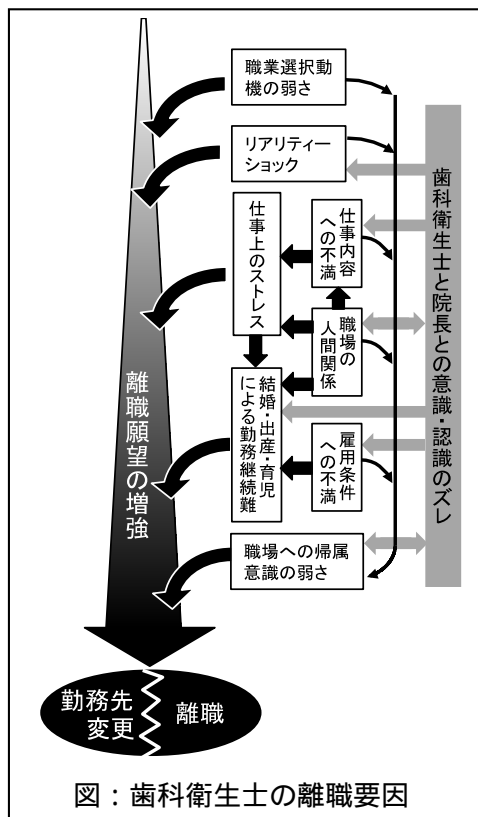 職業選択動
機の弱さ
リアリティー
ショック
仕事内容
への不満
仕事上のストレス
職場の
人間関係
結婚・出産・育児
による勤務継続難
雇用条件
への不満
職場への帰属
意識の弱さ
歯科衛生士と院長との意識・認識のズレ
離職願望の増強
勤務先
変更
離職
図：歯科衛生士の離職要因